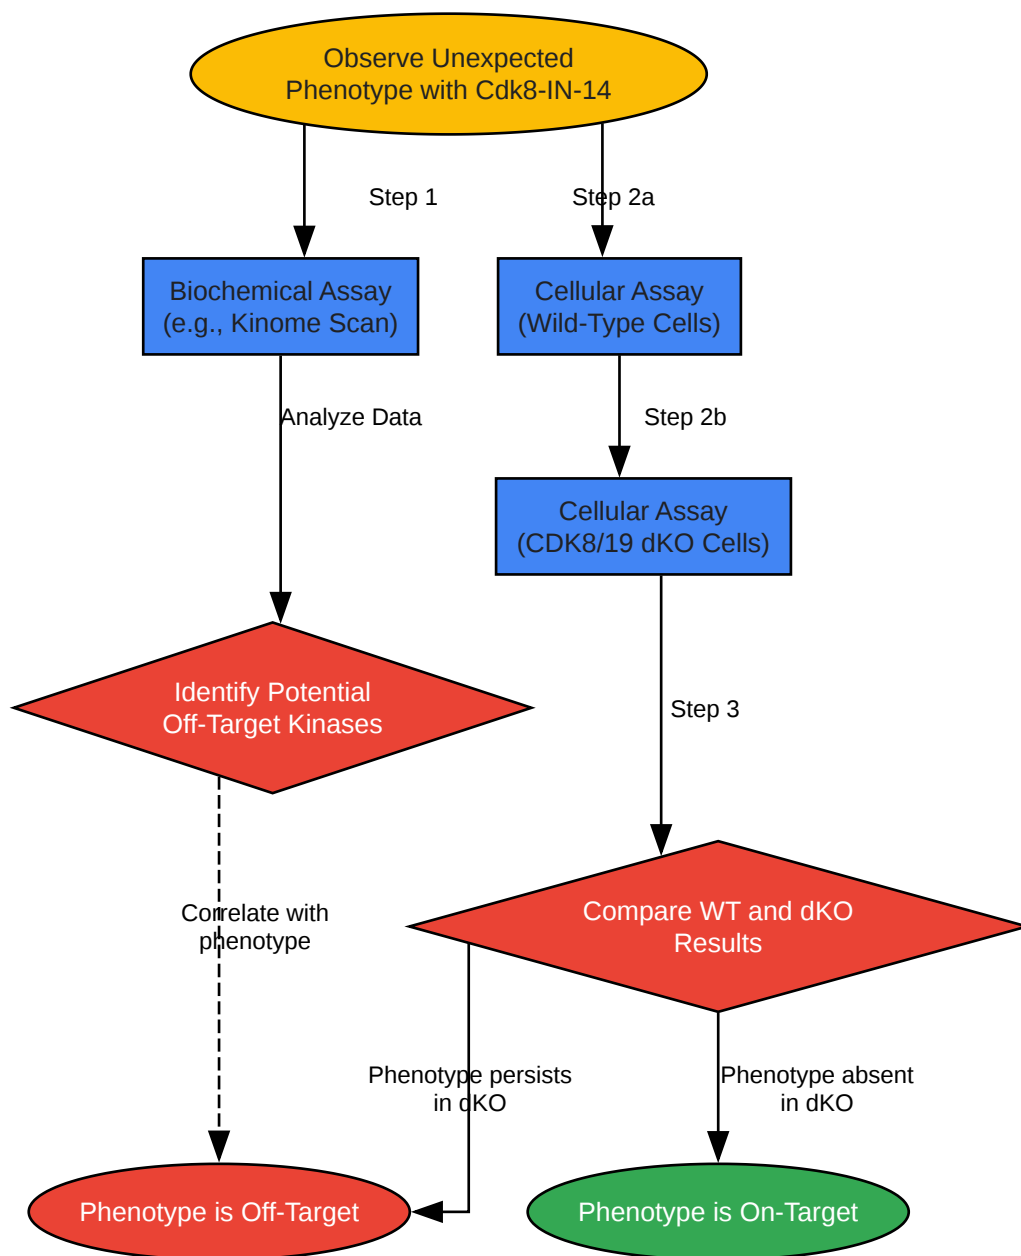 Observe Unexpected
Phenotype with Cdk8-IN-14
Step 1
Step 2a
Biochemical Assay
(e.g., Kinome Scan)
Cellular Assay
(Wild-Type Cells)
Analyze Data
Step 2b
Cellular Assay
(CDK8/19 dKO Cells)
Identify Potential
Off-Target Kinases
Step 3
Correlate with
phenotype
Compare WT and dKO
Results
Phenotype persists
in dKO
Phenotype absent
in dKO
Phenotype is Off-Target
Phenotype is On-Target